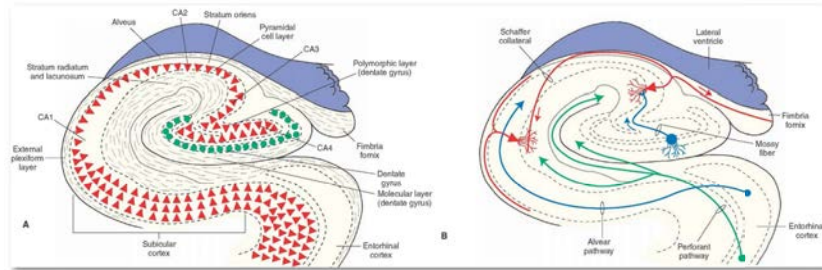 CA2
Stratum oriens
Alveus
Pyramidal
cell layer
CA3
Stratum radiatum
and lacunosum
Polymorphic layer
(dentate gyrus)
CA1
External
plexiform
layer
CA4
Fimbria
fornix
Dentate
gyrus
Molecular layer
(dentate gyrus)
A
Subicular
cortex
Entorhinal
cortex
Schaffer
collateral
Lateral
ventricle
Fimbria
fornix
Mossy
fiber
B
Alvear
pathway
Perforant
pathway
Entorhinal
cortex